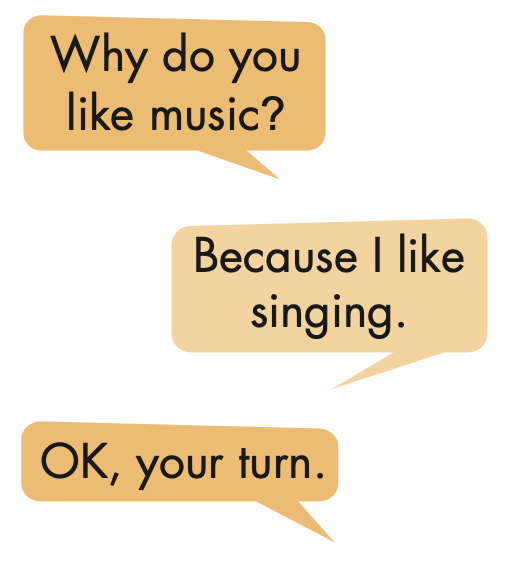 Why do you
like music?
Because I like
singing.
OK, your turn.